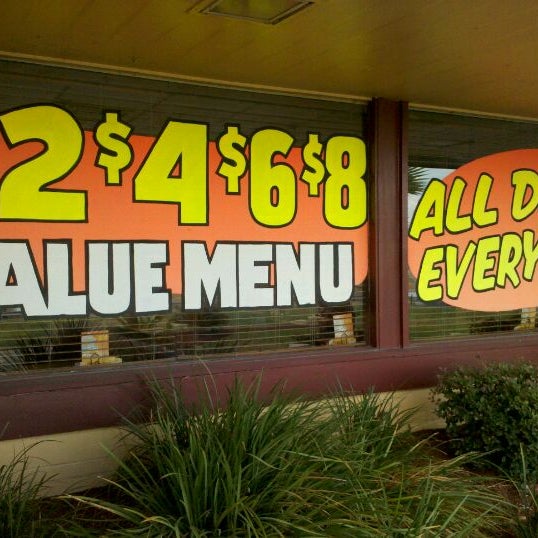 2 $4 $6 $8
ALUE MENU
ALL D
EVERY